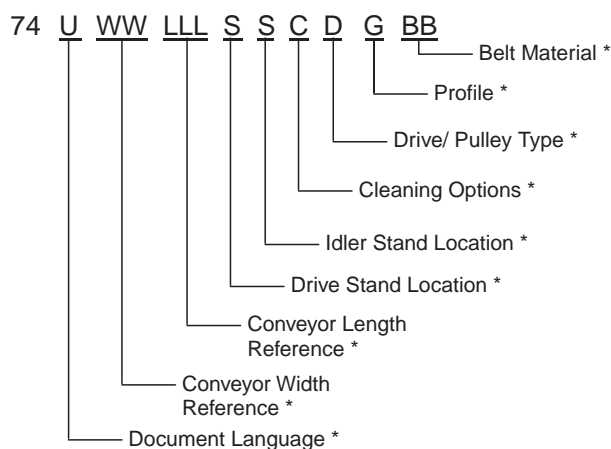 74 U WW LLL S S C D G BB
Belt Material *
Profile *
Drive/ Pulley Type *
Cleaning Options *
Idler Stand Location *
Drive Stand Location *
Conveyor Length
Reference *
Conveyor Width
Reference *
Document Language *